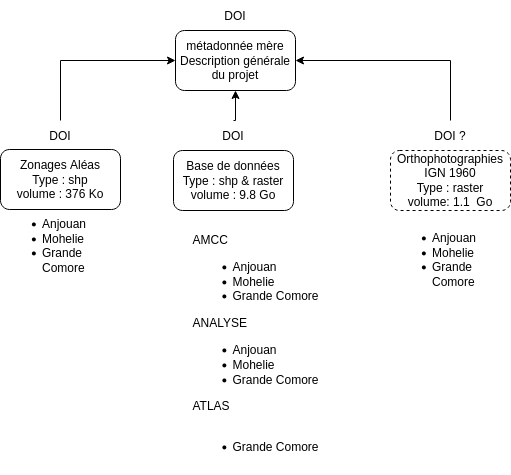 DOI
métadonnée mère
Description générale
du projet
DOI
Zonages Aléas
Type : shp
volume : 376 Ko
• Anjouan
• Mohelie
• Grande
Comore
DOI
Base de données
Type : shp & raster
volume : 9.8 Go
AMCC
• Anjouan
• Mohelie
• Grande Comore
ANALYSE
• Anjouan
• Mohelie
• Grande Comore
ATLAS
• Grande Comore
DOI ?
Orthophotographies
IGN 1960
Type : raster
volume: 1.1 Go
• Anjouan
• Mohelie
• Grande
Comore